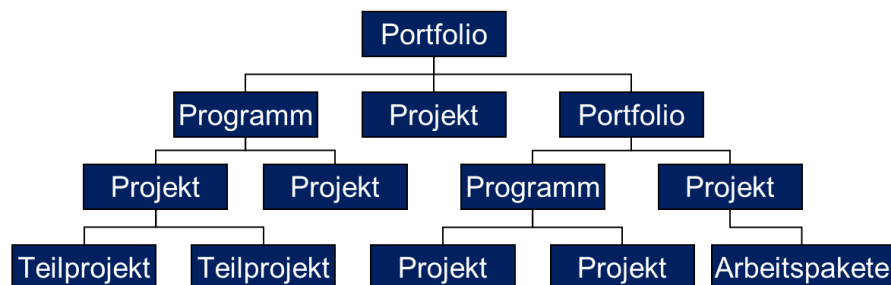 Portfolio
Programm Projekt Portfolio
Projekt Projekt Programm Projekt
Teilprojekt Teilprojekt Projekt Projekt Arbeitspakete